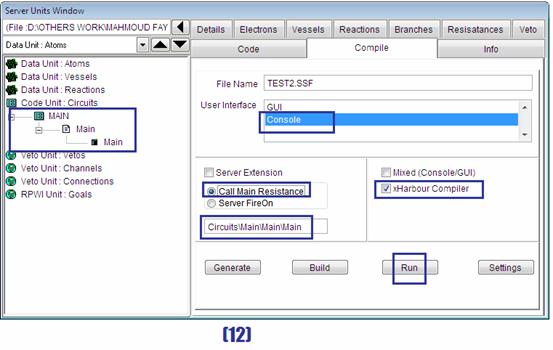 Server Units Window
(File :D:\OTHERS WORK\MAHMOUD FAY
Data Unit : Atoms
Data Unit : Atoms
Data Unit : Vessels
Data Unit : Reactions
Code Unit : Circuits
MAIN
Main
Main
Veto Unit : Vetos
Veto Unit : Channels
Veto Unit : Connections
RPWI Unit : Goals
Details Electrons Vessels Reactions Branches Resisatances Veto
Code Compile Info
File Name TEST2.SSF
User Interface GUI
Console
Server Extension
Call Main Resistance
Server FireOn
Circuits\Main\Main\Main
Mixed (Console/GUI)
xHarbour Compiler
Generate Build Run Settings
(12)